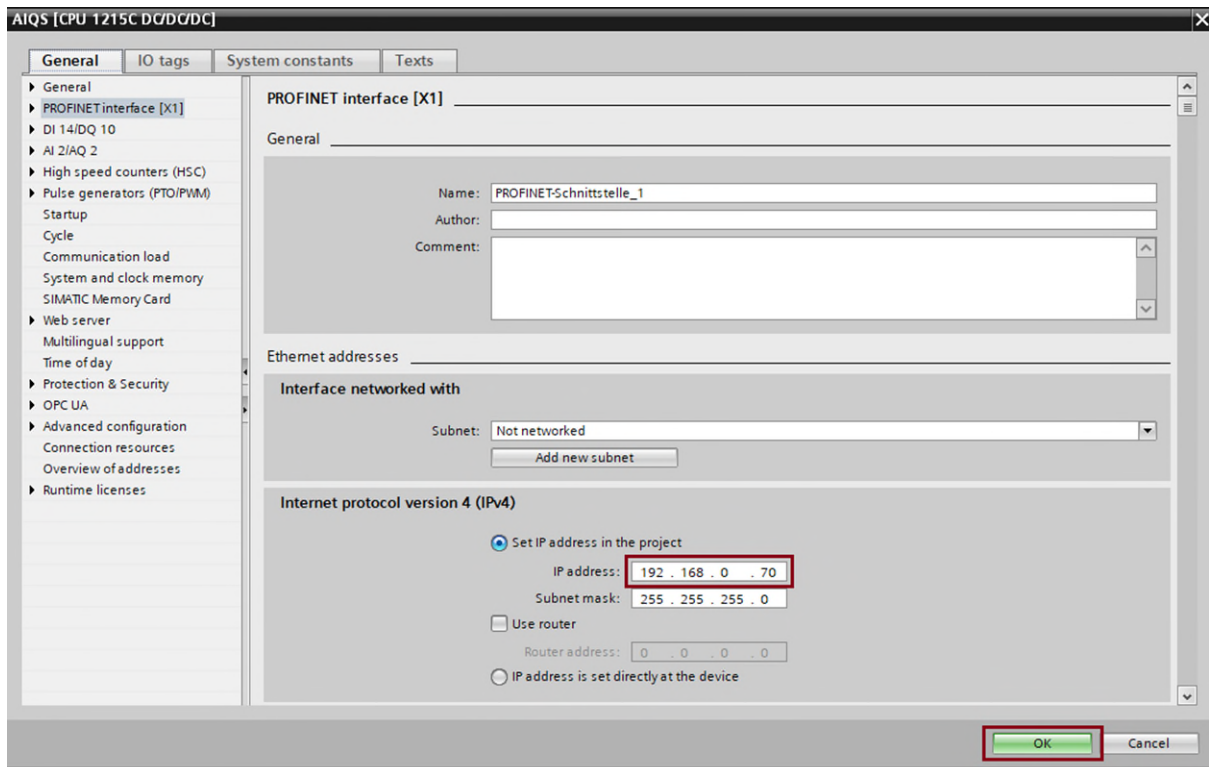 AIQS [CPU 1215C DC/DC/DC]
General IO tags System constants Texts
General
PROFINET interface [X1]
DI 14/DQ 10
AI 2/AQ 2
High speed counters (HSC)
Pulse generators (PTO/PWM)
Startup
Cycle
Communication load
System and clock memory
SIMATIC Memory Card
Web server
Multilingual support
Time of day
Protection & Security
OPC UA
Advanced configuration
Connection resources
Overview of addresses
Runtime licenses
PROFINET interface [X1]
General
Name: PROFINET-Schnittstelle_1
Author:
Comment:
Ethernet addresses
Interface networked with
Subnet: Not networked
Add new subnet
Internet protocol version 4 (IPv4)
Set IP address in the project
IP address: 192 . 168 . 0 . 70
Subnet mask: 255 . 255 . 255 . 0
Use router
Router address: 0 . 0 . 0 . 0
IP address is set directly at the device
OK Cancel